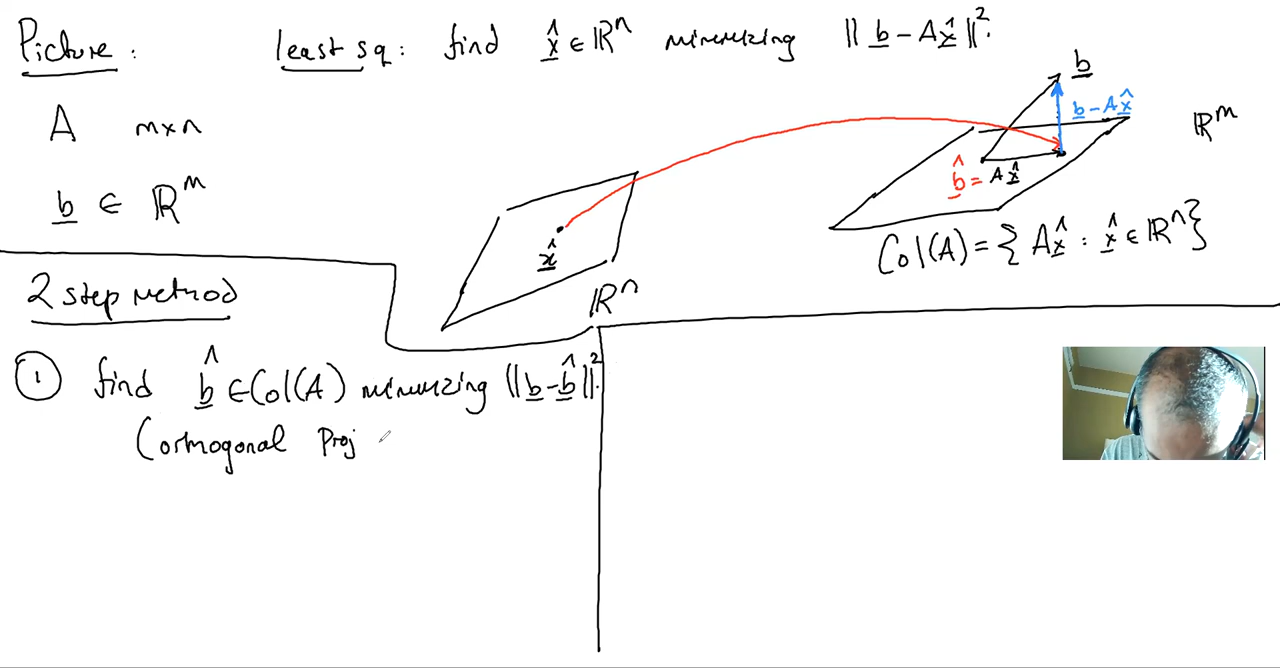 Picture : least sq : find x̂ ∈ ℝⁿ minimizing || b - Ax̂ ||².
A m×n
b ∈ ℝᵐ
b
b - Ax̂
ℝᵐ
b̂ = Ax̂
x̂
ℝⁿ
Col(A) = { Ax̂ : x̂ ∈ ℝⁿ }
2 step method
① find b̂ ∈ Col(A) minimizing || b - b̂ ||².
(orthogonal Proj